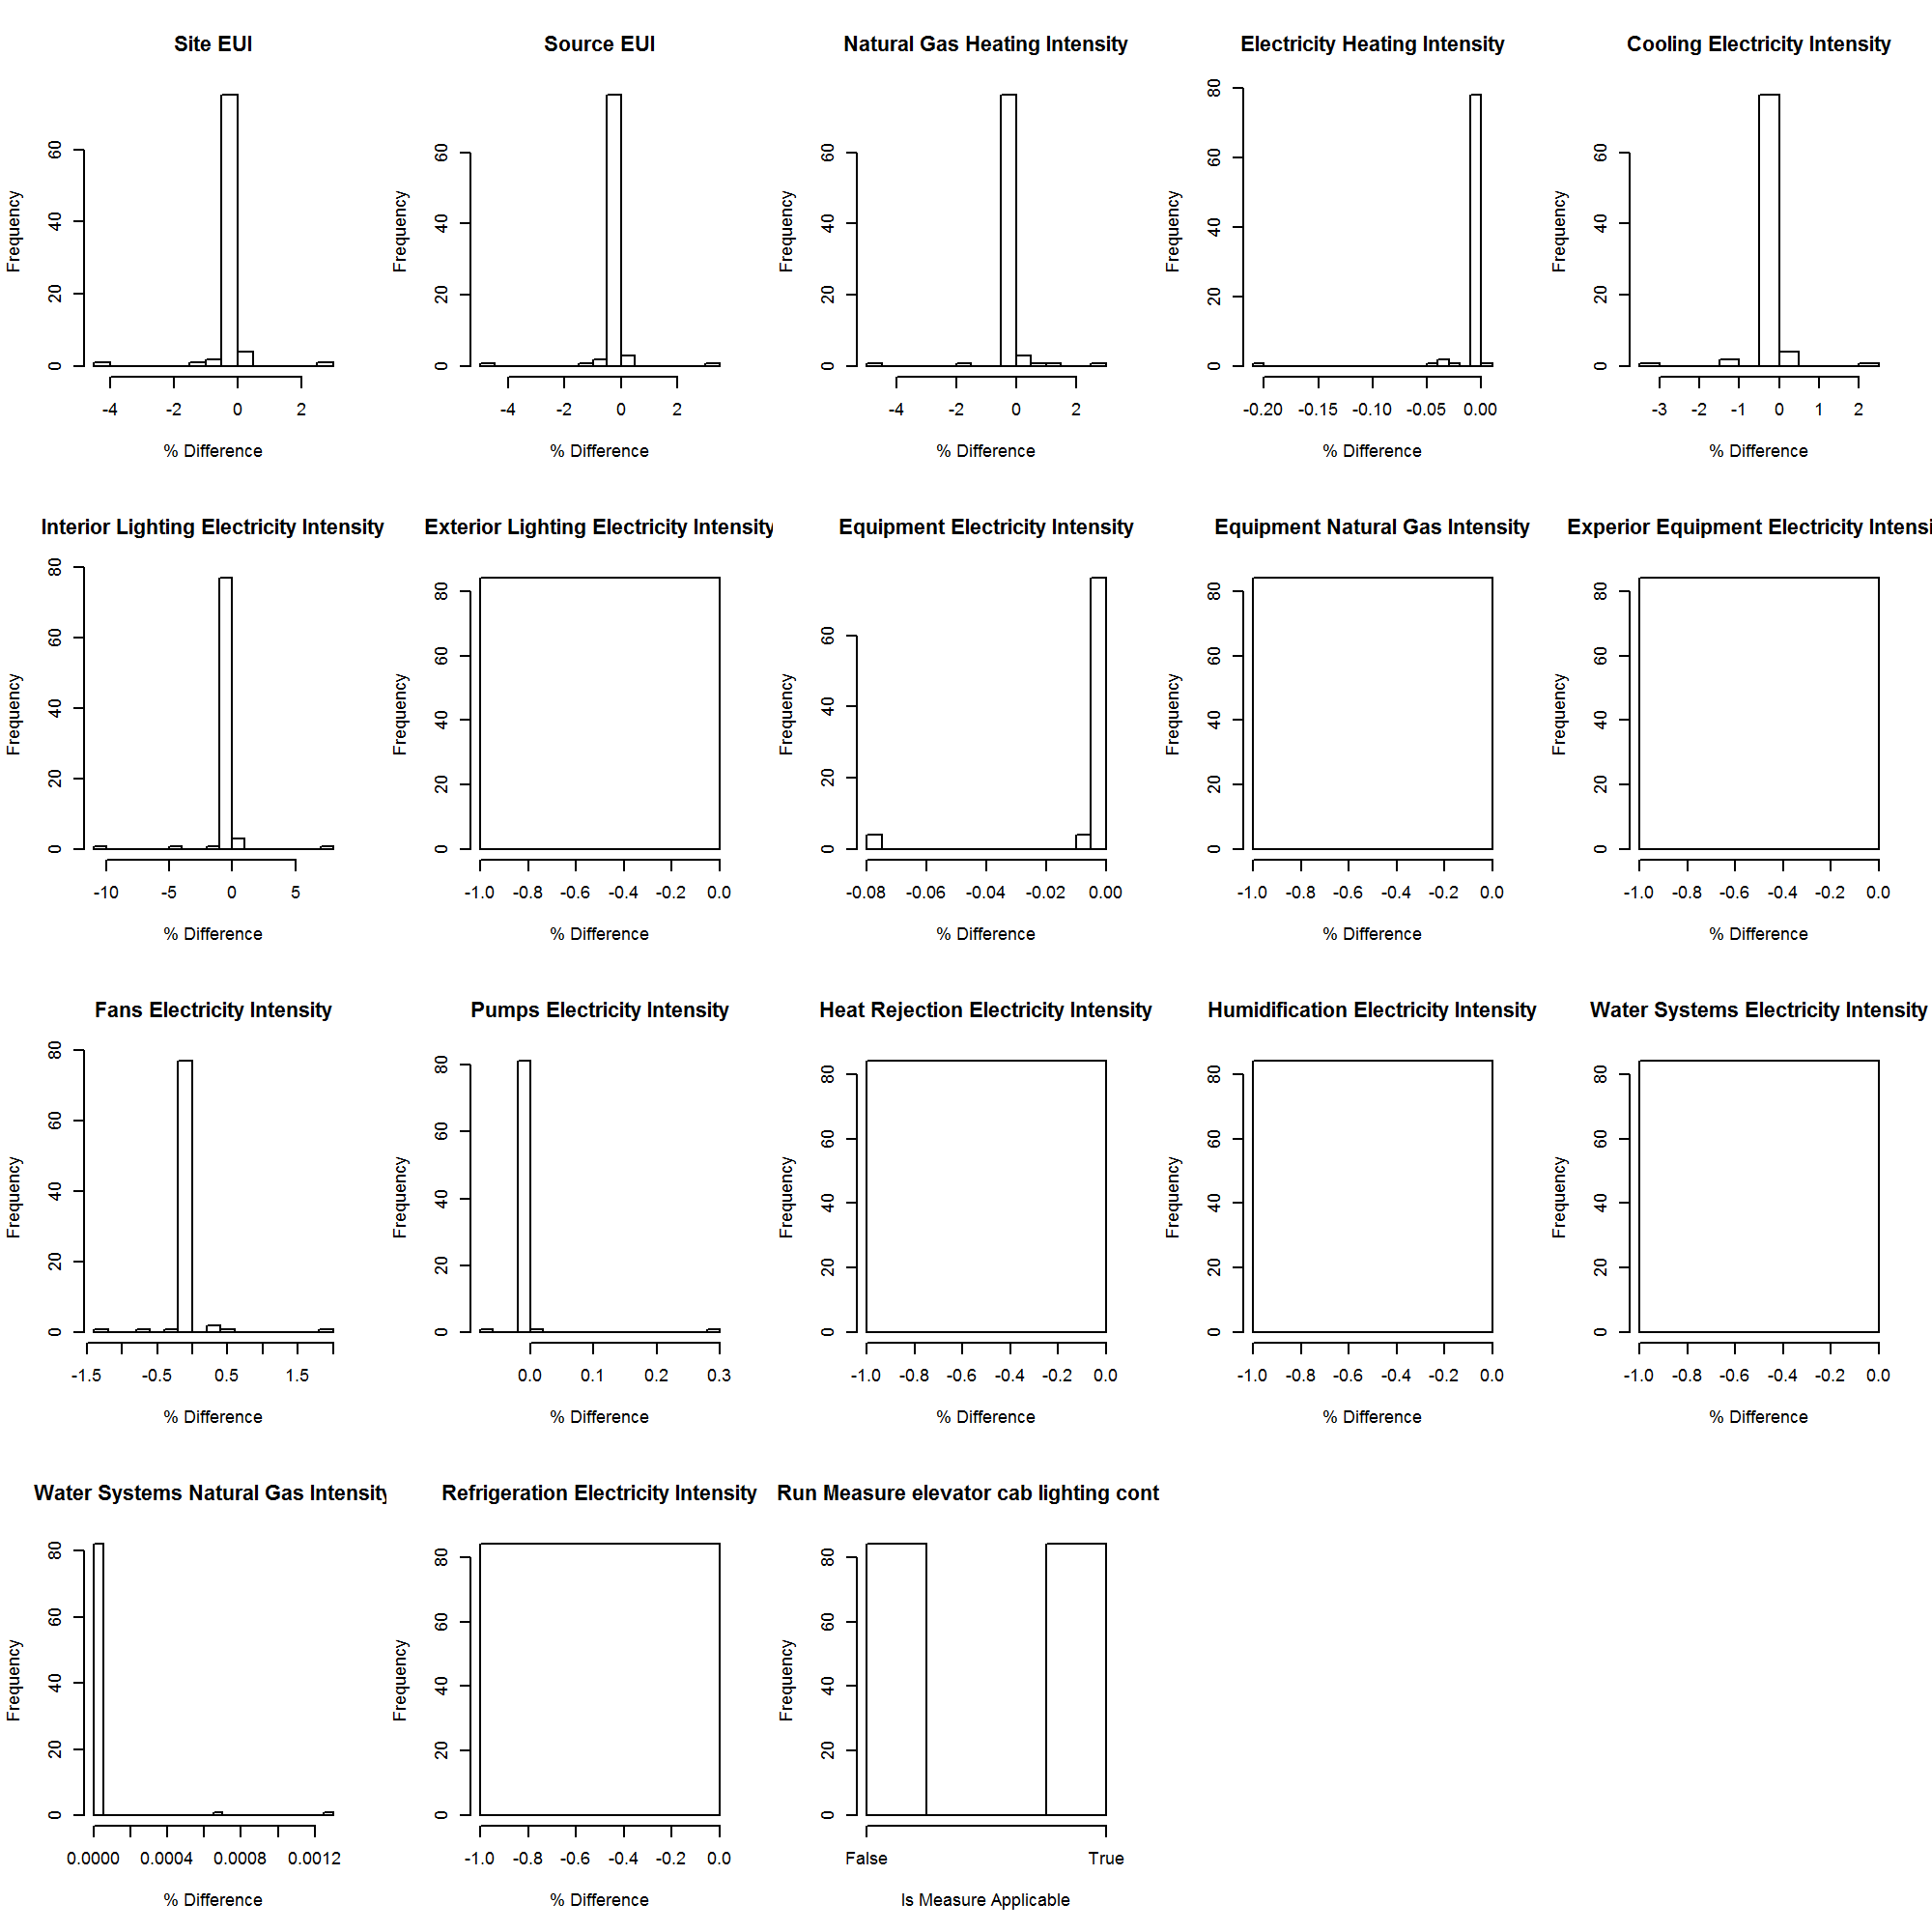 Site EUI
Frequency
0 20 40 60
-4 -2 0 2
% Difference
Source EUI
Frequency
0 20 40 60
-4 -2 0 2
% Difference
Natural Gas Heating Intensity
Frequency
0 20 40 60
-4 -2 0 2
% Difference
Electricity Heating Intensity
Frequency
0 20 40 60 80
-0.20 -0.15 -0.10 -0.05 0.00
% Difference
Cooling Electricity Intensity
Frequency
0 20 40 60
-3 -2 -1 0 1 2
% Difference
Interior Lighting Electricity Intensity
Frequency
0 20 40 60 80
-10 -5 0 5
% Difference
Exterior Lighting Electricity Intensity
Frequency
0 20 40 60 80
-1.0 -0.8 -0.6 -0.4 -0.2 0.0
% Difference
Equipment Electricity Intensity
Frequency
0 20 40 60
-0.08 -0.06 -0.04 -0.02 0.00
% Difference
Equipment Natural Gas Intensity
Frequency
0 20 40 60 80
-1.0 -0.8 -0.6 -0.4 -0.2 0.0
% Difference
Experior Equipment Electricity Intensi
Frequency
0 20 40 60 80
-1.0 -0.8 -0.6 -0.4 -0.2 0.0
% Difference
Fans Electricity Intensity
Frequency
0 20 40 60 80
-1.5 -0.5 0.5 1.5
% Difference
Pumps Electricity Intensity
Frequency
0 20 40 60 80
0.0 0.1 0.2 0.3
% Difference
Heat Rejection Electricity Intensity
Frequency
0 20 40 60 80
-1.0 -0.8 -0.6 -0.4 -0.2 0.0
% Difference
Humidification Electricity Intensity
Frequency
0 20 40 60 80
-1.0 -0.8 -0.6 -0.4 -0.2 0.0
% Difference
Water Systems Electricity Intensity
Frequency
0 20 40 60 80
-1.0 -0.8 -0.6 -0.4 -0.2 0.0
% Difference
Water Systems Natural Gas Intensity
Frequency
0 20 40 60 80
0.0000 0.0004 0.0008 0.0012
% Difference
Refrigeration Electricity Intensity
Frequency
0 20 40 60 80
-1.0 -0.8 -0.6 -0.4 -0.2 0.0
% Difference
Run Measure elevator cab lighting cont
Frequency
0 20 40 60 80
False True
Is Measure Applicable